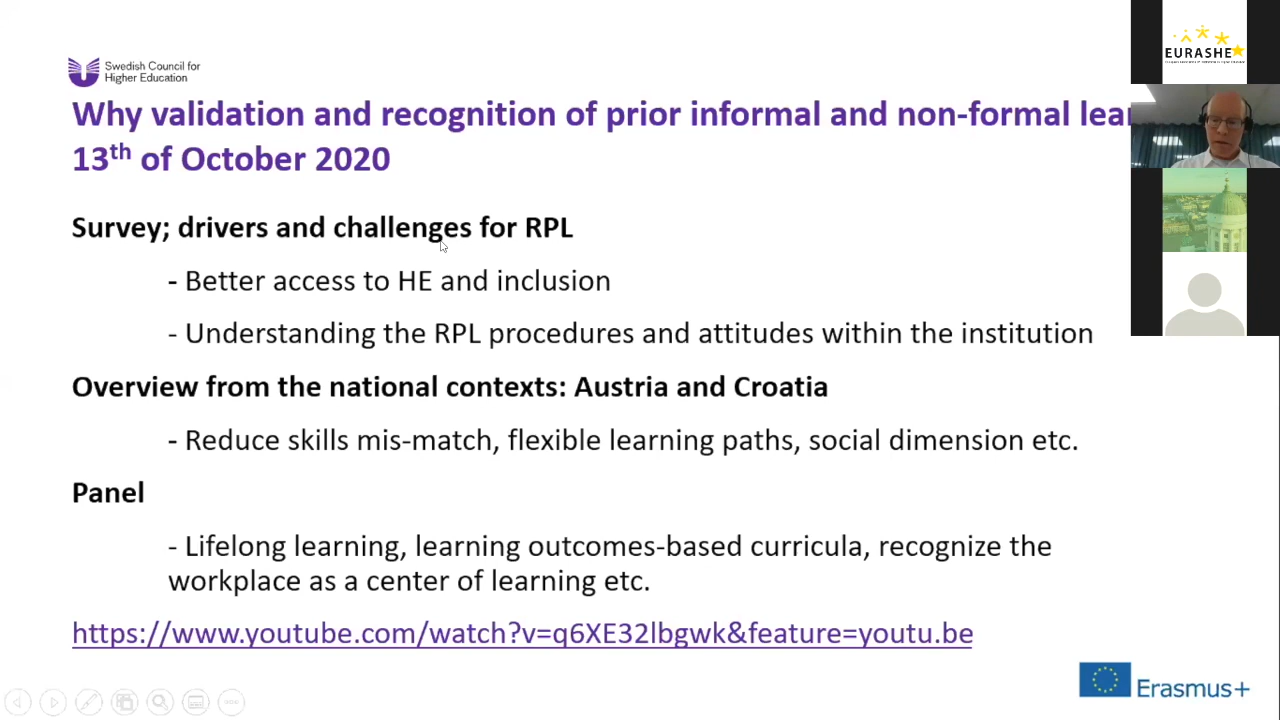 Swedish Council for
Higher Education
Why validation and recognition of prior informal and non-formal lear
13th of October 2020
Survey; drivers and challenges for RPL
- Better access to HE and inclusion
- Understanding the RPL procedures and attitudes within the institution
Overview from the national contexts: Austria and Croatia
- Reduce skills mis-match, flexible learning paths, social dimension etc.
Panel
- Lifelong learning, learning outcomes-based curricula, recognize the
workplace as a center of learning etc.
https://www.youtube.com/watch?v=q6XE32lbgwk&feature=youtu.be
Erasmus+
EURASHE